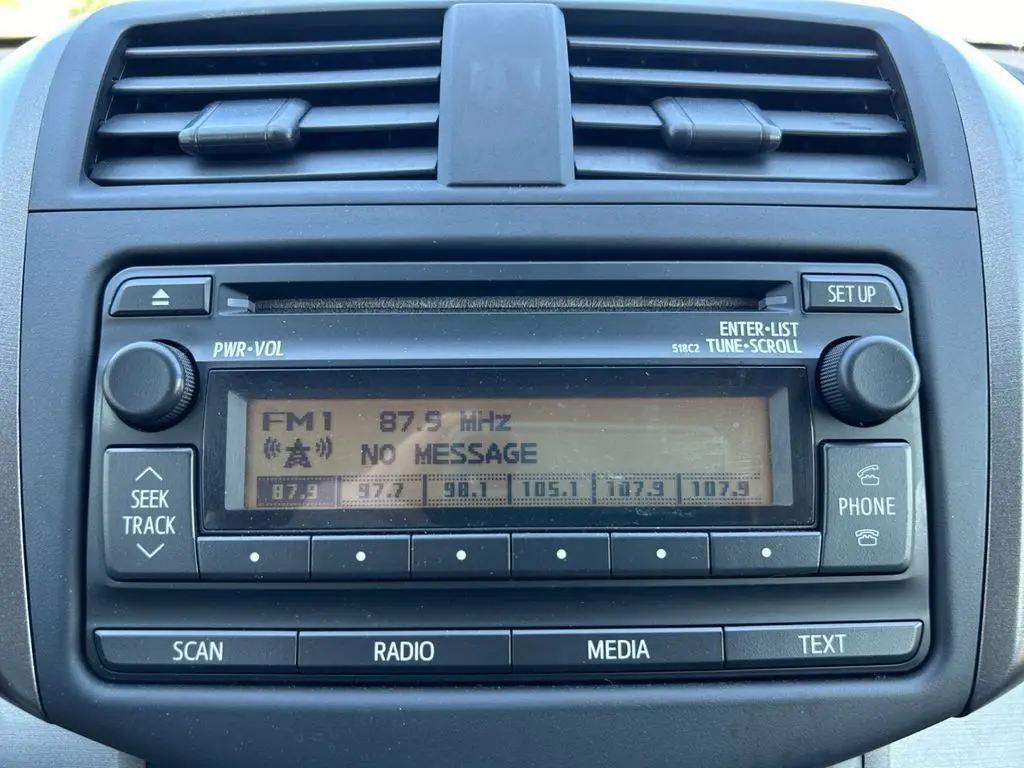 SET UP
ENTER•LIST
PWR•VOL
518C2 TUNE•SCROLL
FM1 87.9 MHz
NO MESSAGE
87.9 97.7 98.1 105.1 107.9 107.9
SEEK
TRACK
PHONE
SCAN RADIO MEDIA TEXT